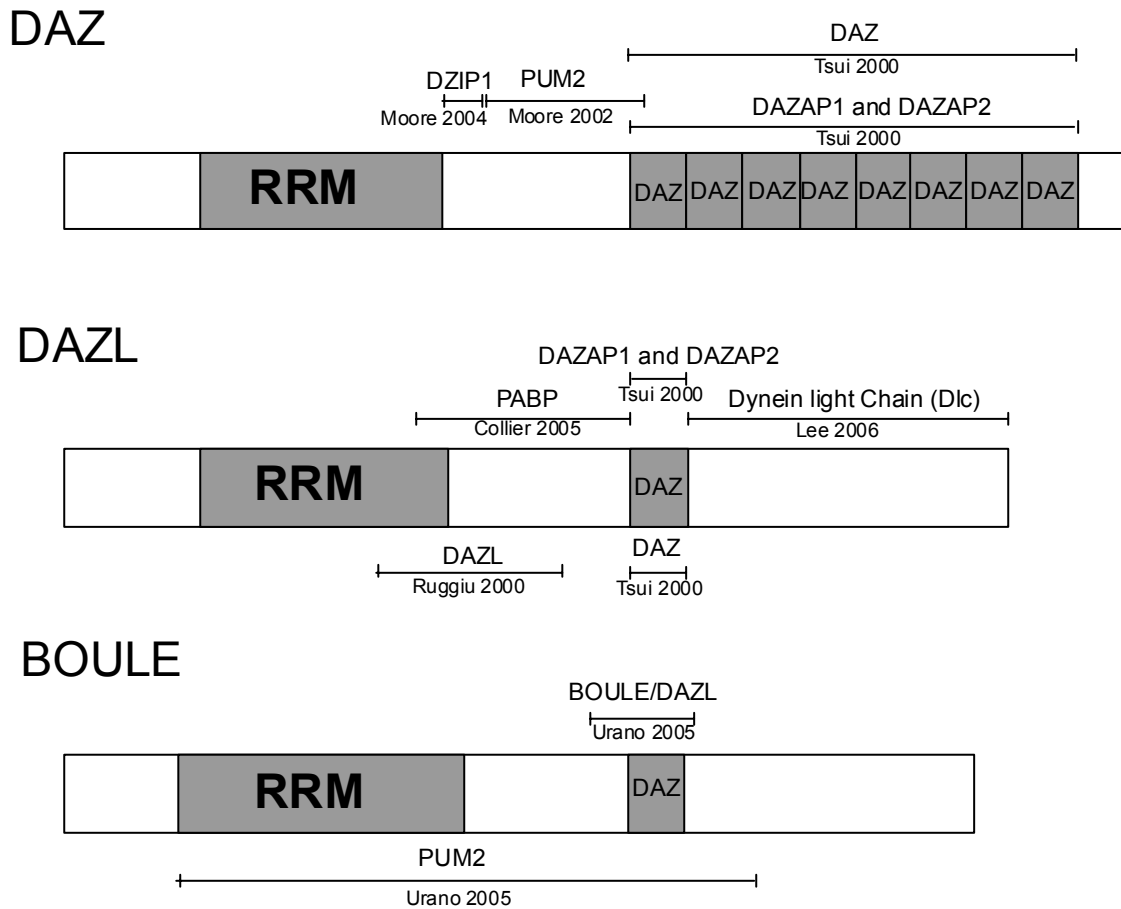 DAZ
DAZ
Tsui 2000
DZIP1
PUM2
Moore 2004
Moore 2002
DAZAP1 and DAZAP2
Tsui 2000
RRM
DAZ DAZ DAZ DAZ DAZ DAZ DAZ DAZ
DAZL
DAZAP1 and DAZAP2
Tsui 2000
PABP
Collier 2005
Dynein light Chain (Dlc)
Lee 2006
RRM
DAZ
DAZL
Ruggiu 2000
DAZ
Tsui 2000
BOULE
BOULE/DAZL
Urano 2005
RRM
DAZ
PUM2
Urano 2005